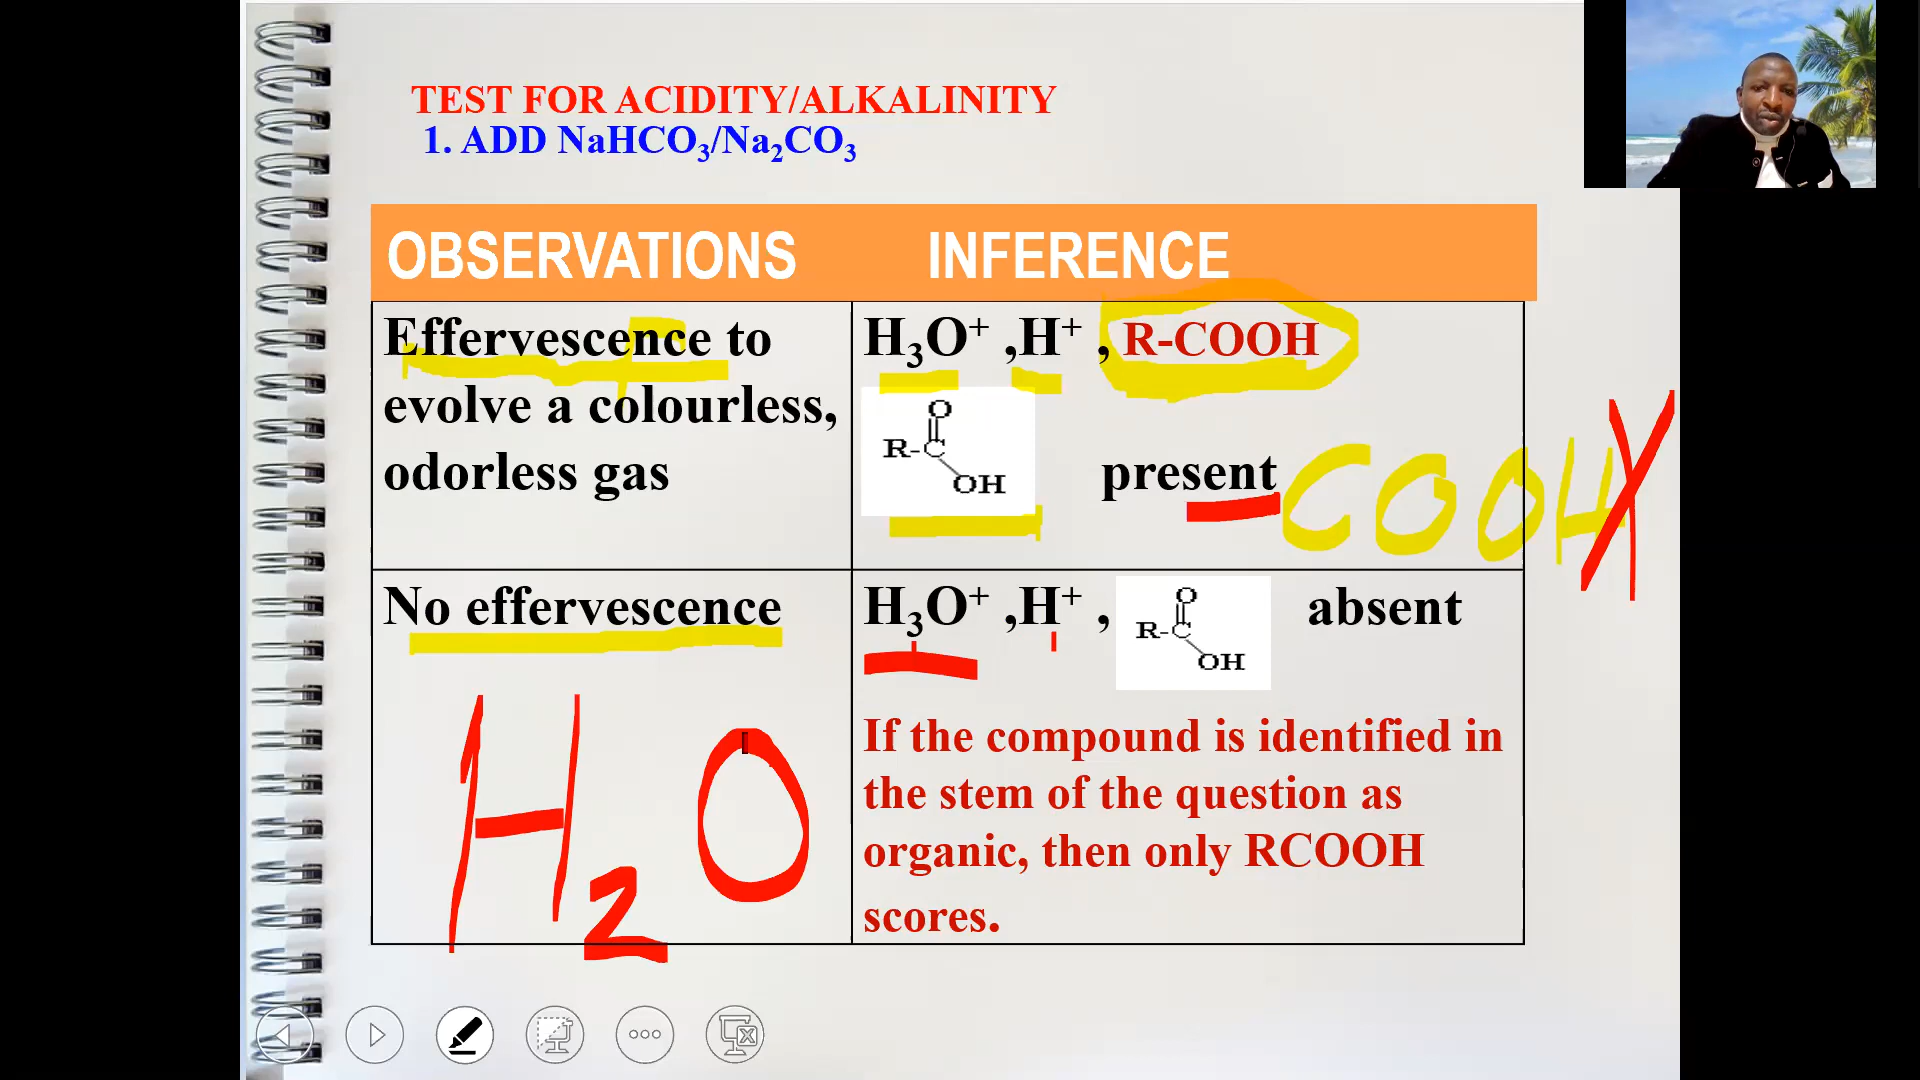 TEST FOR ACIDITY/ALKALINITY
1. ADD NaHCO₃/Na₂CO₃
OBSERVATIONS INFERENCE
Effervescence to
evolve a colourless,
odorless gas
H₃O⁺ ,H⁺ , R-COOH
O
R-C
OH
present
COOH
No effervescence
H₃O⁺ ,H⁺ ,
O
R-C
OH
absent
H₂O
If the compound is identified in
the stem of the question as
organic, then only RCOOH
scores.